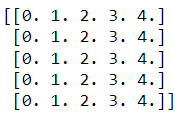 [[0. 1. 2. 3. 4.]
[0. 1. 2. 3. 4.]
[0. 1. 2. 3. 4.]
[0. 1. 2. 3. 4.]
[0. 1. 2. 3. 4.]]